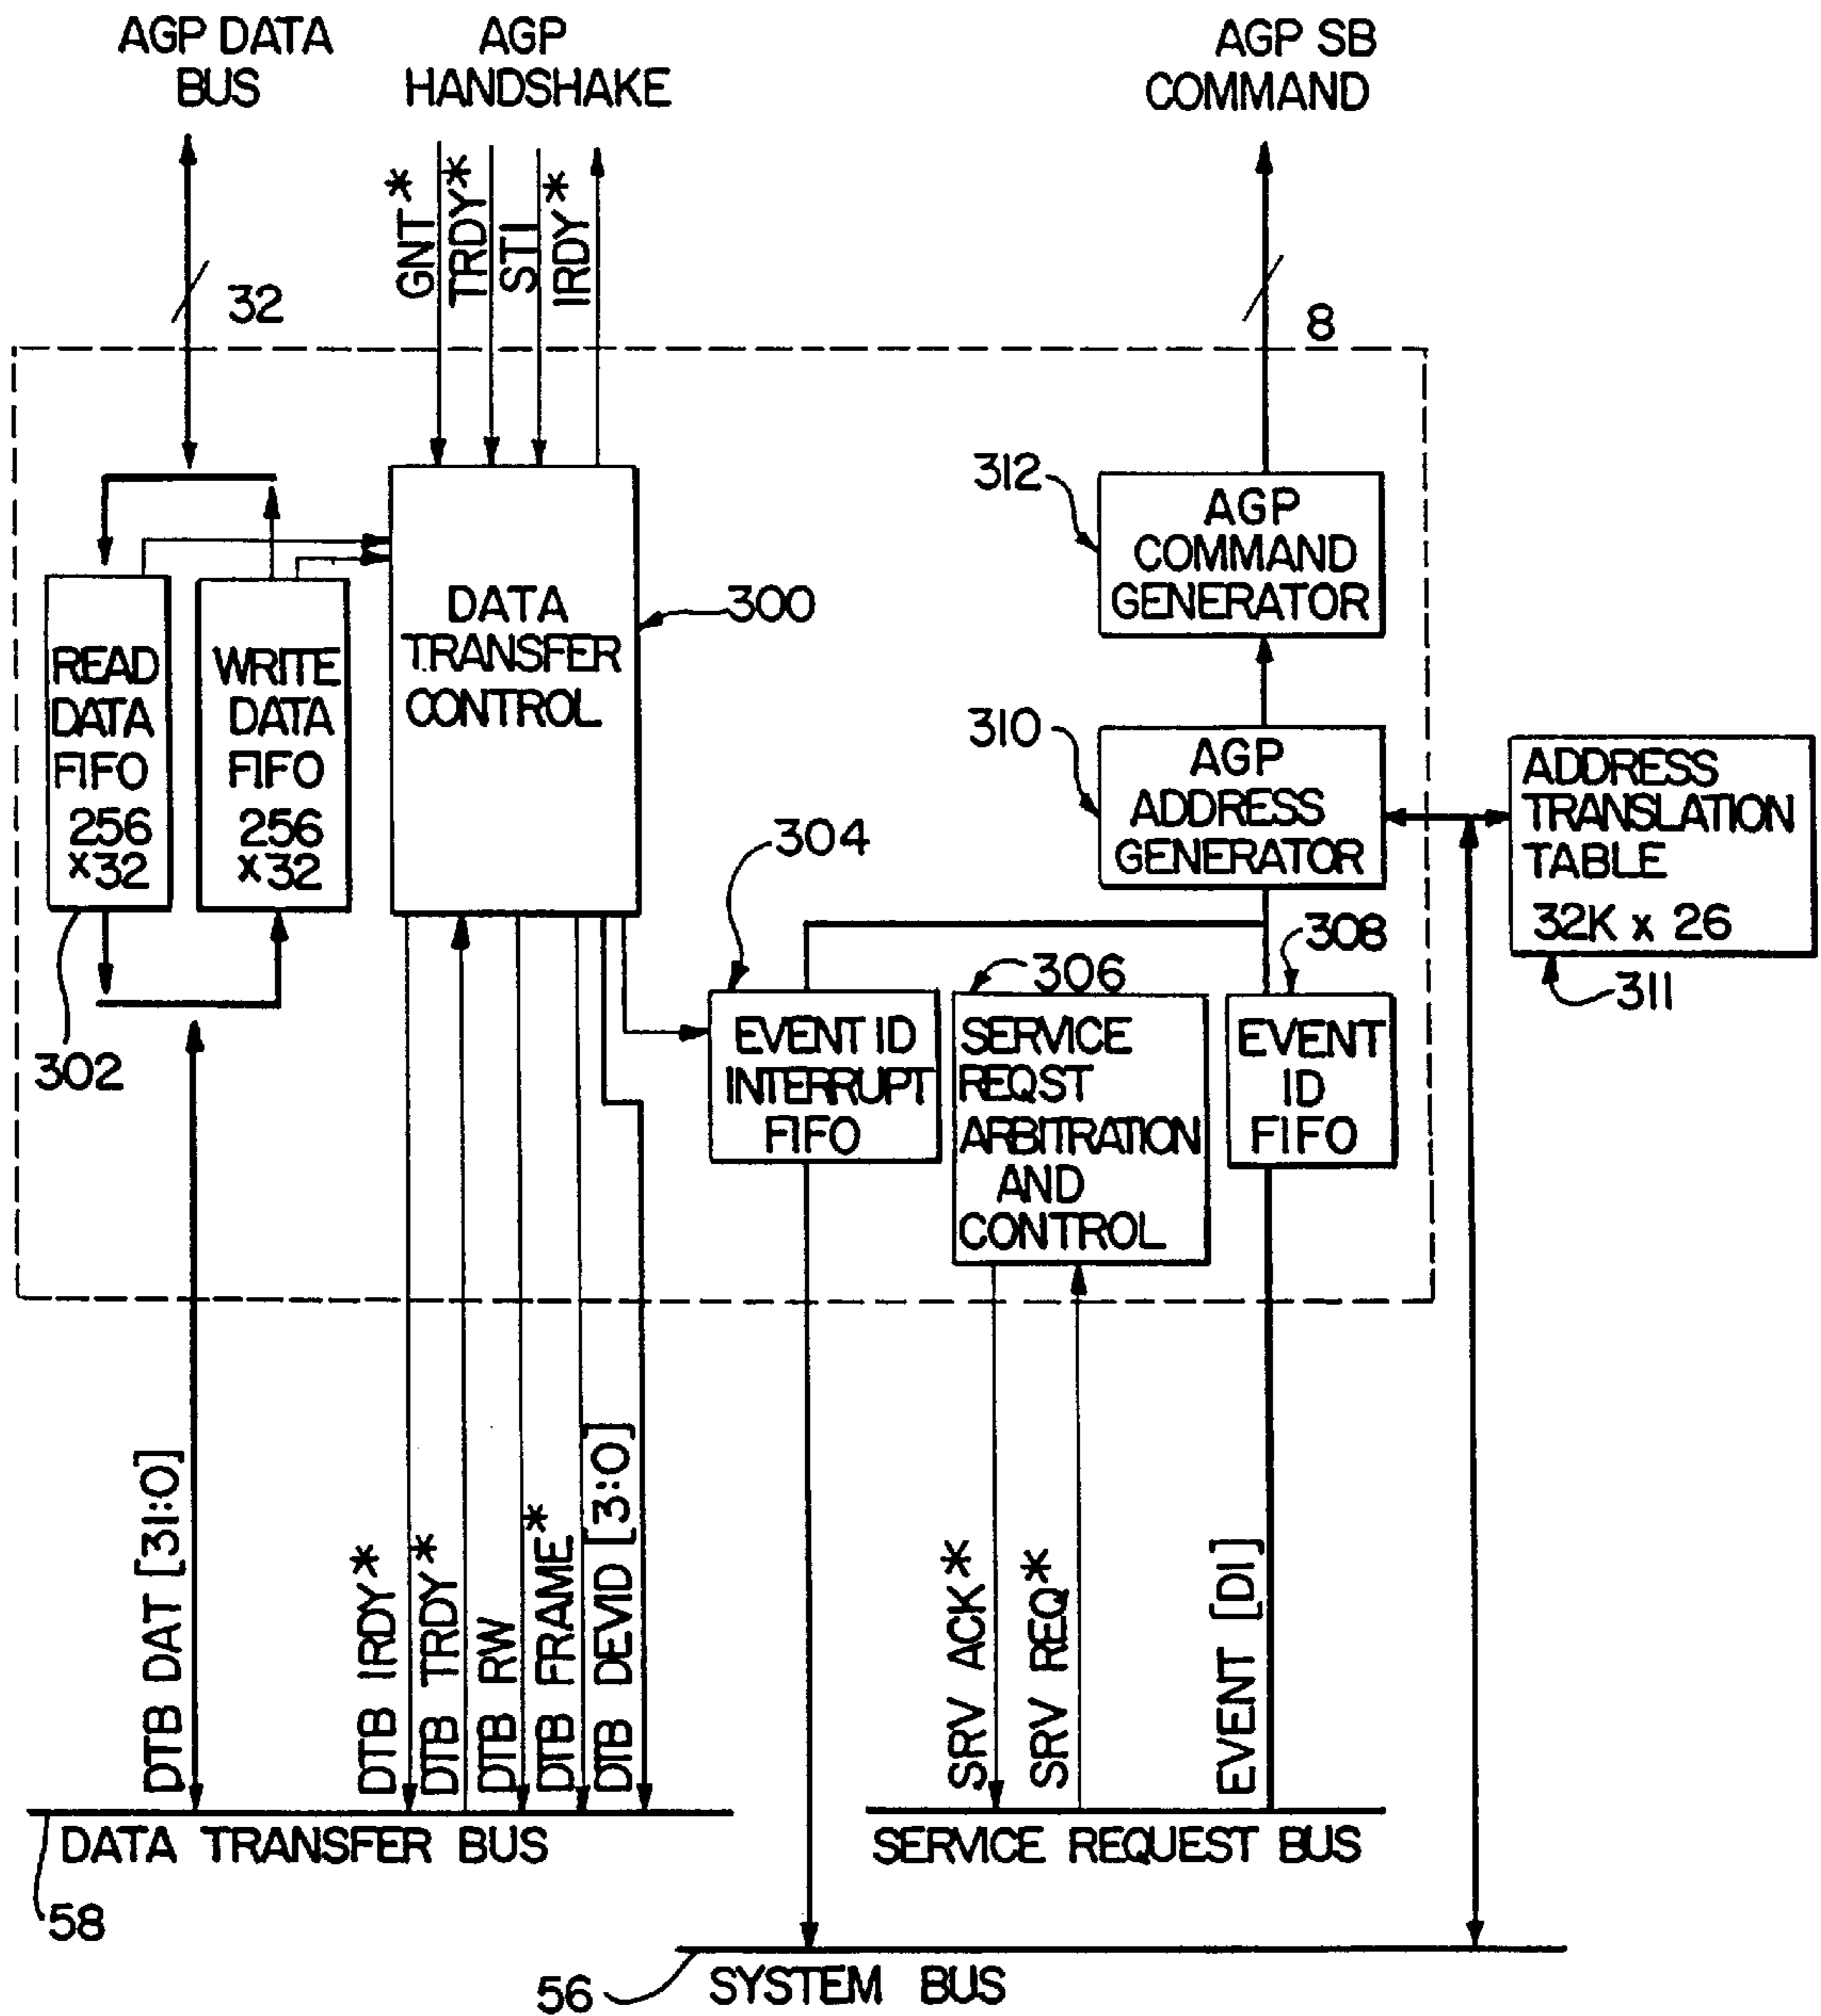 AGP DATA
BUS
AGP
HANDSHAKE
AGP SB
COMMAND
GNT*
TRDY*
ST1
IRDY*
32
8
312
AGP
COMMAND
GENERATOR
DATA
TRANSFER
CONTROL
300
READ
DATA
FIFO
256
x32
WRITE
DATA
FIFO
256
x32
310
AGP
ADDRESS
GENERATOR
ADDRESS
TRANSLATION
TABLE
32K x 26
311
304
306
308
302
EVENT ID
INTERRUPT
FIFO
SERVICE
REQST
ARBITRATION
AND
CONTROL
EVENT
ID
FIFO
DTB DAT [31:0]
DTB IRDY*
DTB TRDY*
DTB RW
DTB FRAME*
DTB DEVID [3:0]
SRV ACK*
SRV REQ*
EVENT [DI]
DATA TRANSFER BUS
SERVICE REQUEST BUS
58
56
SYSTEM BUS